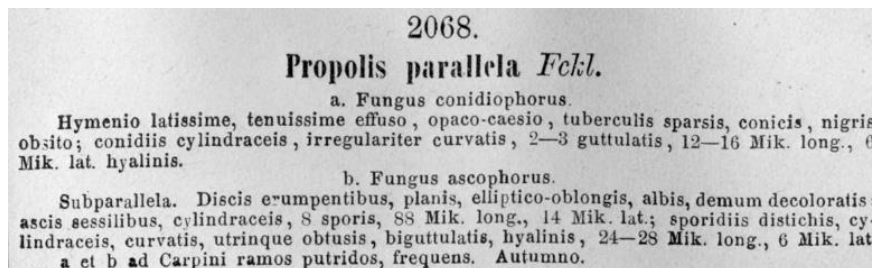 2068.
Propolis parallela Fckl.
a. Fungus conidiophorus.
Hymenio latissime, tenuissime effuso, opaco-caesio, tuberculis sparsis, conicis, nigris
obsito; conidiis cylindraceis, irregulariter curvatis, 2—3 guttulatis, 12—16 Mik. long., 6
Mik. lat. hyalinis.
b. Fungus ascophorus.
Subparallela. Discis erumpentibus, planis, elliptico-oblongis, albis, demum decoloratis;
ascis sessilibus, cylindraceis, 8 sporis, 88 Mik. long., 14 Mik. lat.; sporidiis distichis, cy-
lindraceis, curvatis, utrinque obtusis, biguttulatis, hyalinis, 24—28 Mik. long., 6 Mik. lat.
a et b ad Carpini ramos putridos, frequens. Autumno.